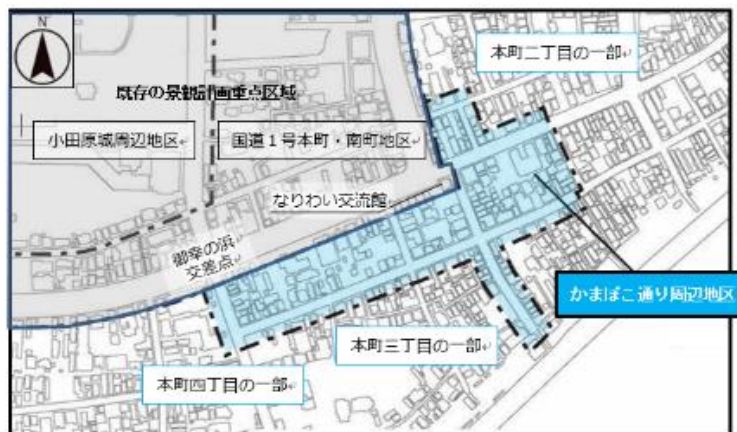 N
本町二丁目の一部
既存の景観計画重点区域
小田原城周辺地区
国道1号本町・南町地区
なりわい交流館
御幸の浜
交差点
かまぼこ通り周辺地区
本町三丁目の一部
本町四丁目の一部